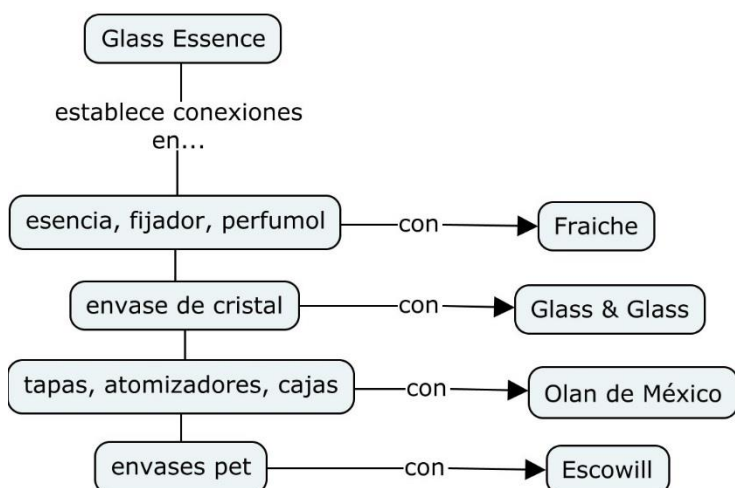 Glass Essence
establece conexiones
en...
esencia, fijador, perfumol
con
Fraiche
envase de cristal
con
Glass & Glass
tapas, atomizadores, cajas
con
Olan de México
envases pet
con
Escowill